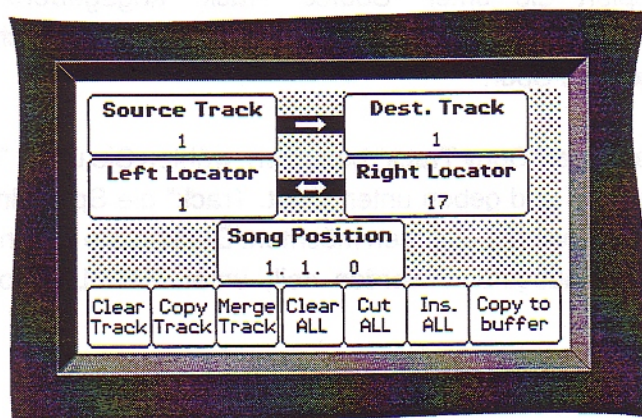 Source Track
1
Dest. Track
1
Left Locator
1
Right Locator
17
Song Position
1. 1. 0
Clear Track
Copy Track
Merge Track
Clear ALL
Cut ALL
Ins. ALL
Copy to buffer